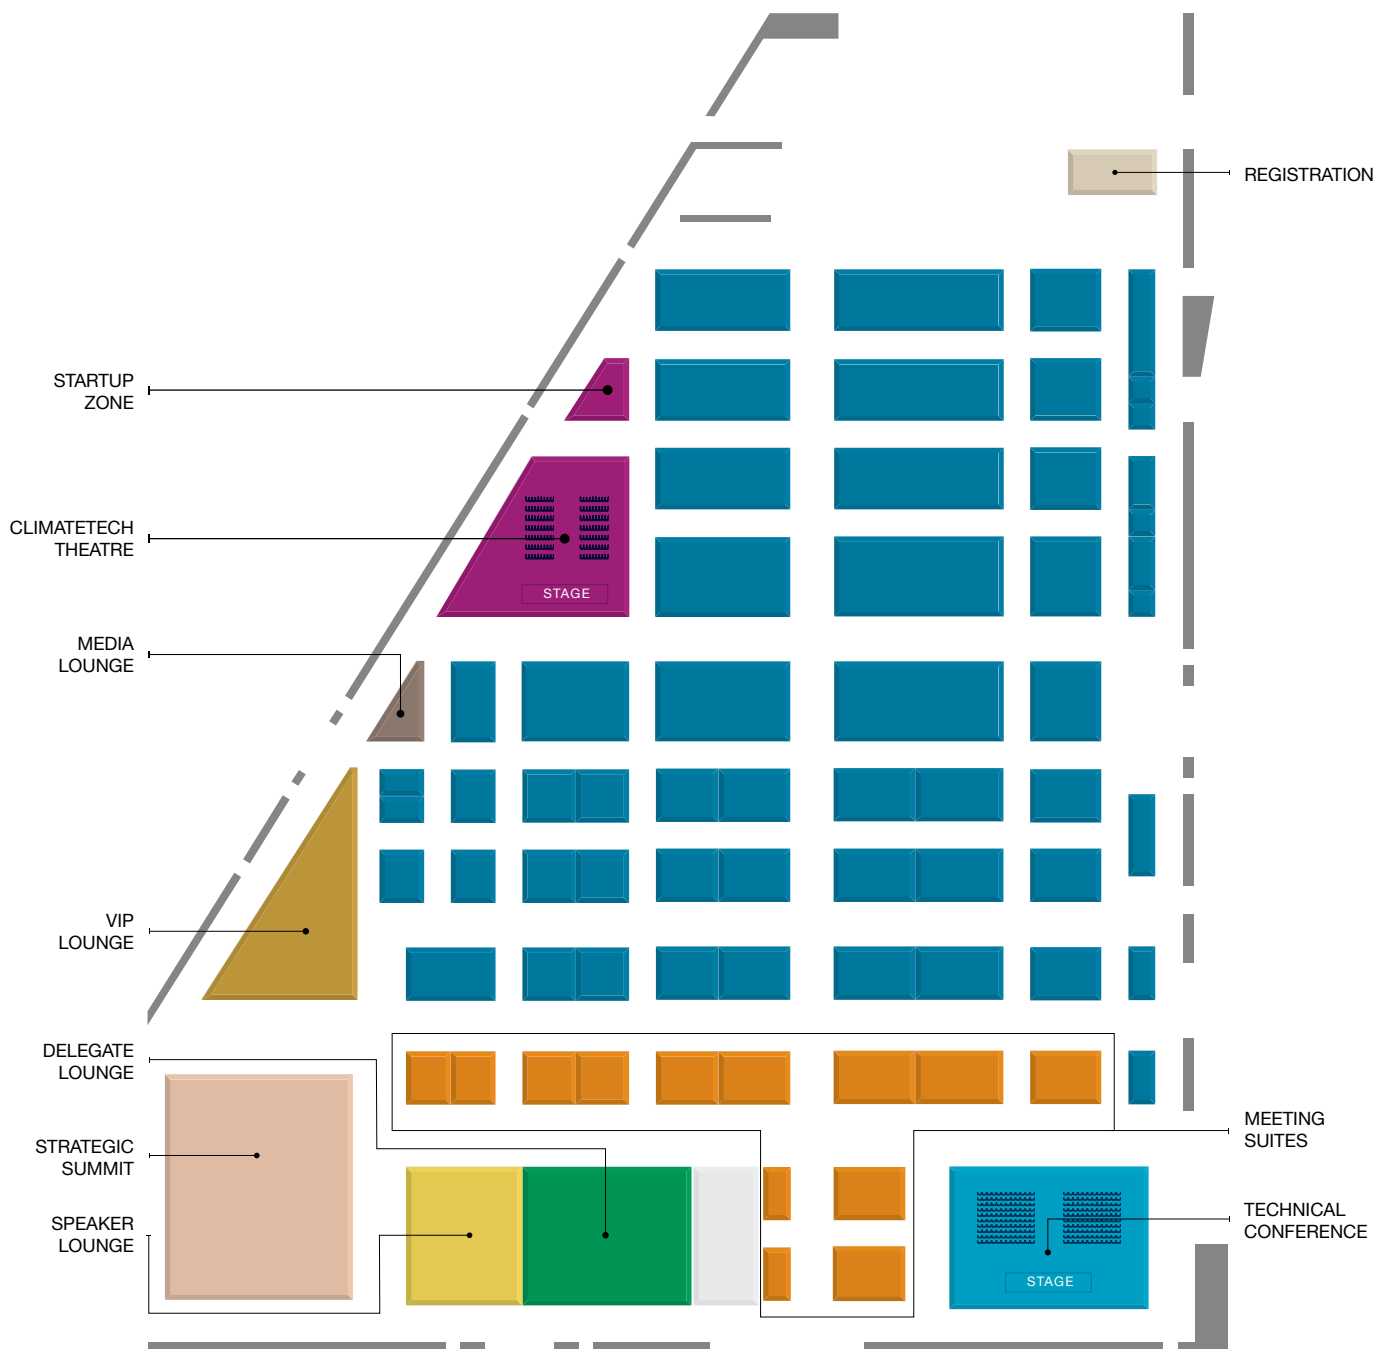 REGISTRATION
STARTUP
ZONE
CLIMATETECH
THEATRE
STAGE
MEDIA
LOUNGE
VIP
LOUNGE
DELEGATE
LOUNGE
STRATEGIC
SUMMIT
SPEAKER
LOUNGE
MEETING
SUITES
TECHNICAL
CONFERENCE
STAGE